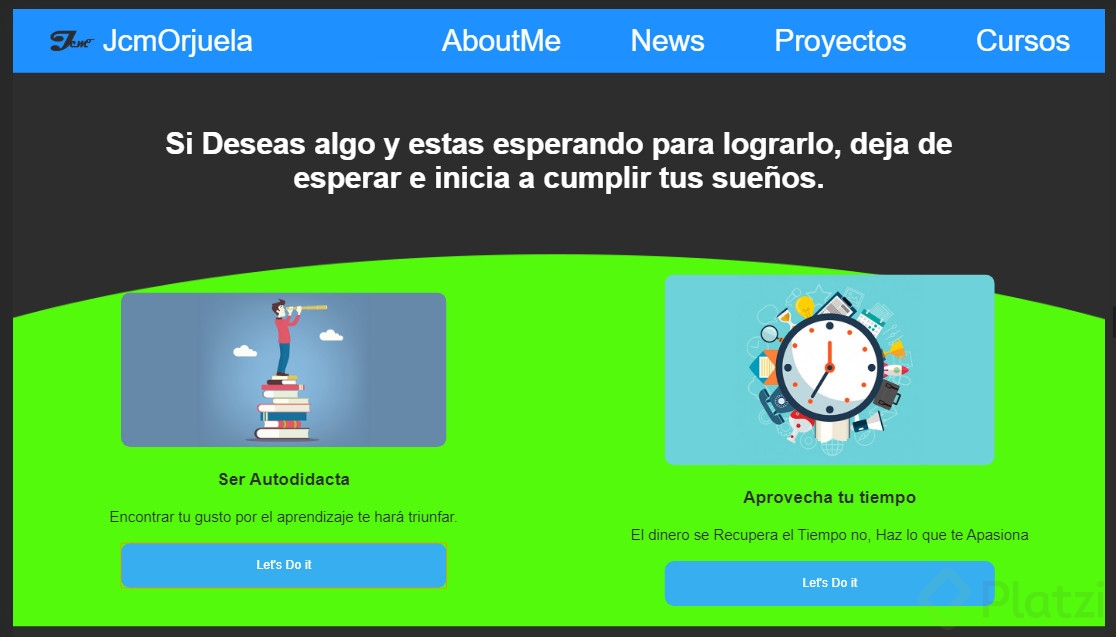 Jcmo JcmOrjuela AboutMe News Proyectos Cursos
Si Deseas algo y estas esperando para lograrlo, deja de
esperar e inicia a cumplir tus sueños.
Ser Autodidacta
Encontrar tu gusto por el aprendizaje te hará triunfar.
Let's Do it
Aprovecha tu tiempo
El dinero se Recupera el Tiempo no, Haz lo que te Apasiona
Let's Do it
Platzi